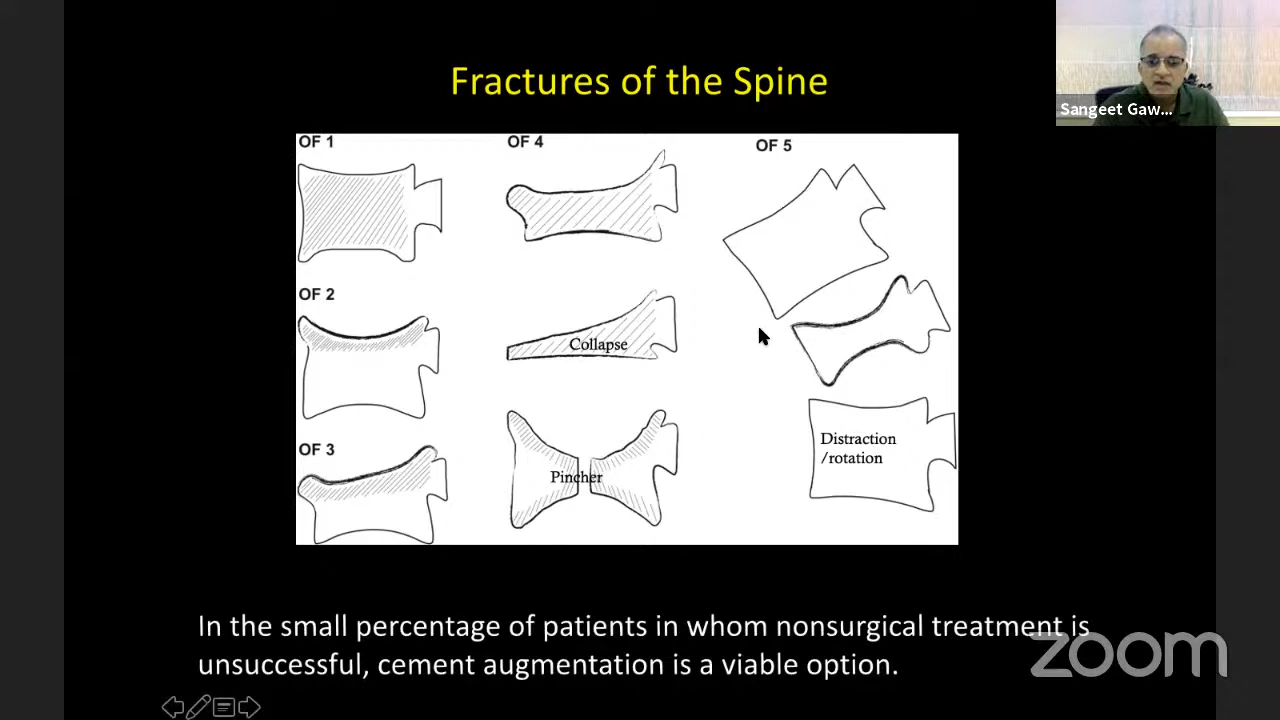 Fractures of the Spine
Sangeet Gaw...
OF 1
OF 4
OF 5
OF 2
Collapse
OF 3
Pincher
Distraction
/rotation
In the small percentage of patients in whom nonsurgical treatment is
unsuccessful, cement augmentation is a viable option.
zoom